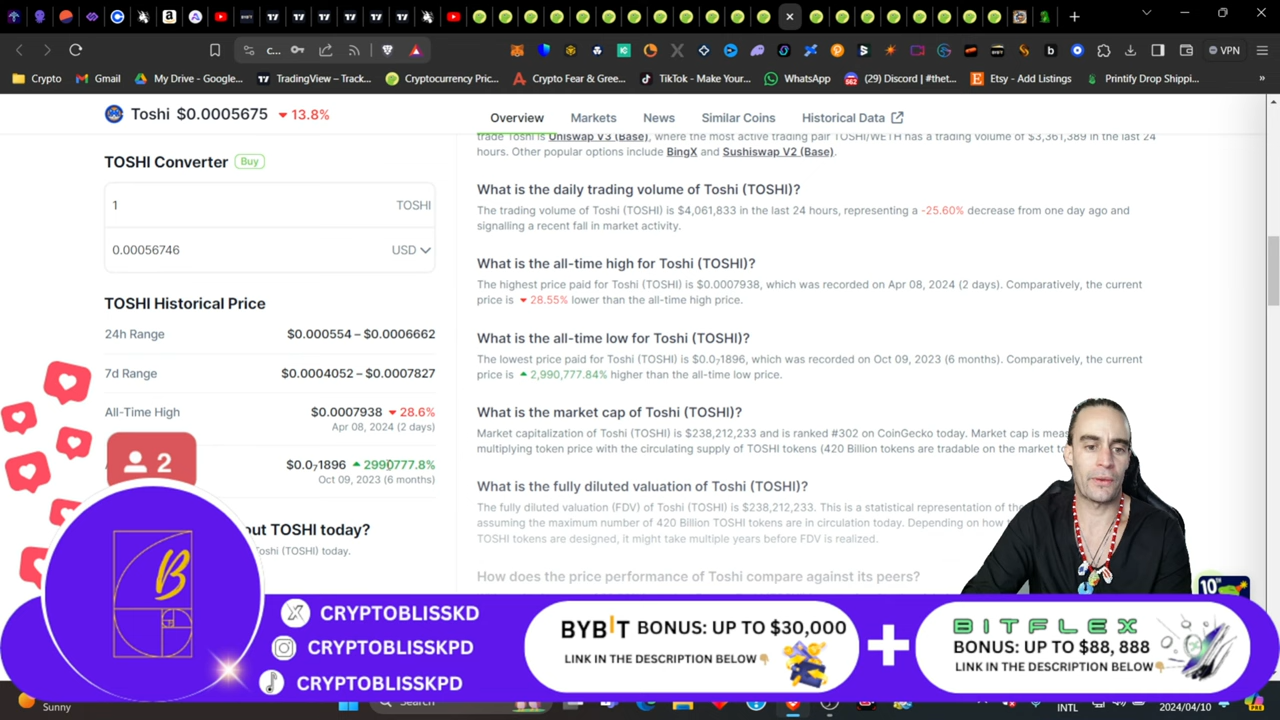 C...
VPN
Crypto
Gmail
My Drive - Google...
TradingView – Track...
Cryptocurrency Pric...
Crypto Fear & Gree...
TikTok - Make Your...
WhatsApp
(29) Discord | #thet...
Etsy - Add Listings
Printify Drop Shippi...
Toshi $0.0005675 13.8%
Overview
Markets
News
Similar Coins
Historical Data
TOSHI Converter Buy
1 TOSHI
0.00056746 USD
TOSHI Historical Price
24h Range $0.000554 – $0.0006662
7d Range $0.0004052 – $0.0007827
All-Time High $0.0007938 28.6%
Apr 08, 2024 (2 days)
$0.0₇1896 2990777.8%
Oct 09, 2023 (6 months)
2
out TOSHI today?
Toshi (TOSHI) today.
trade Toshi is Uniswap V3 (Base), where the most active trading pair TOSHI/WETH has a trading volume of $3,361,389 in the last 24
hours. Other popular options include BingX and Sushiswap V2 (Base).
What is the daily trading volume of Toshi (TOSHI)?
The trading volume of Toshi (TOSHI) is $4,061,833 in the last 24 hours, representing a -25.60% decrease from one day ago and
signalling a recent fall in market activity.
What is the all-time high for Toshi (TOSHI)?
The highest price paid for Toshi (TOSHI) is $0.0007938, which was recorded on Apr 08, 2024 (2 days). Comparatively, the current
price is 28.55% lower than the all-time high price.
What is the all-time low for Toshi (TOSHI)?
The lowest price paid for Toshi (TOSHI) is $0.0₇1896, which was recorded on Oct 09, 2023 (6 months). Comparatively, the current
price is 2,990,777.84% higher than the all-time low price.
What is the market cap of Toshi (TOSHI)?
Market capitalization of Toshi (TOSHI) is $238,212,233 and is ranked #302 on CoinGecko today. Market cap is meas
multiplying token price with the circulating supply of TOSHI tokens (420 Billion tokens are tradable on the market to
What is the fully diluted valuation of Toshi (TOSHI)?
The fully diluted valuation (FDV) of Toshi (TOSHI) is $238,212,233. This is a statistical representation of the
assuming the maximum number of 420 Billion TOSHI tokens are in circulation today. Depending on how
TOSHI tokens are designed, it might take multiple years before FDV is realized.
How does the price performance of Toshi compare against its peers?
B
CRYPTOBLISSKD
CRYPTOBLISSKPD
CRYPTOBLISSKPD
BYBIT BONUS: UP TO $30,000
LINK IN THE DESCRIPTION BELOW
BITFLEX
BONUS: UP TO $88, 888
LINK IN THE DESCRIPTION BELOW
Sunny
Search
INTL
2024/04/10